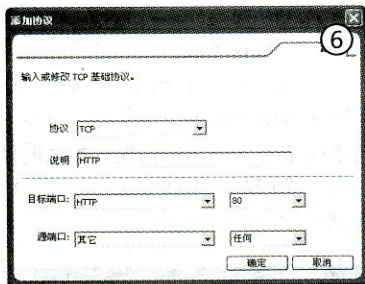 添加协议
⑥
输入或修改 TCP 基础协议。
协议 TCP
说明 HTTP
目标端口: HTTP 80
源端口: 其它 任何
确定 取消